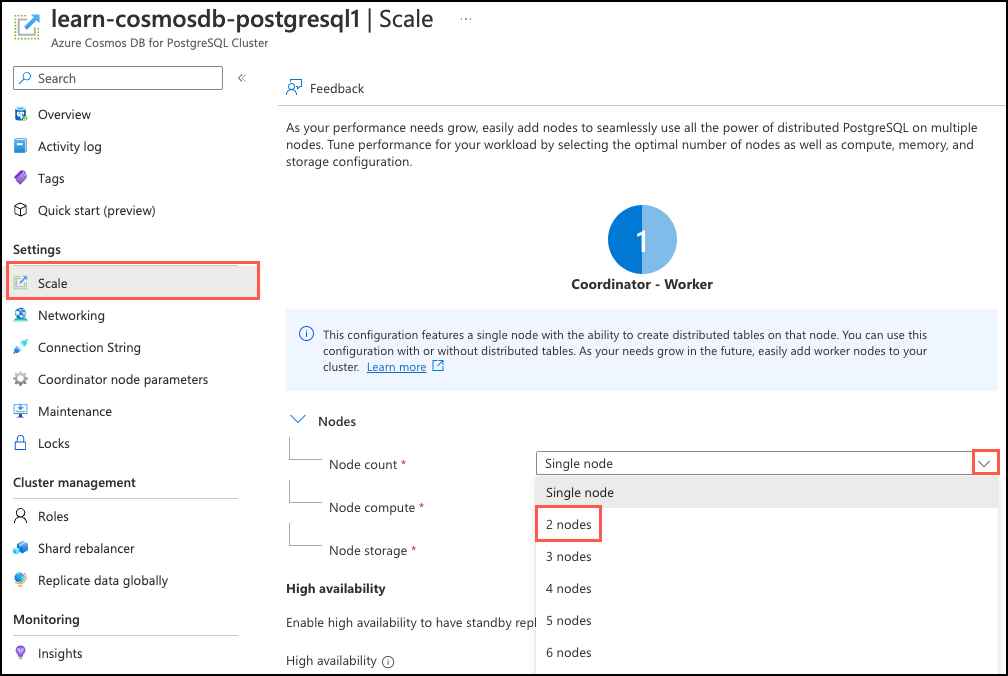 learn-cosmosdb-postgresql1 | Scale ...
Azure Cosmos DB for PostgreSQL Cluster
Search
«
Overview
Activity log
Tags
Quick start (preview)
Settings
Scale
Networking
Connection String
Coordinator node parameters
Maintenance
Locks
Cluster management
Roles
Shard rebalancer
Replicate data globally
Monitoring
Insights
Feedback
As your performance needs grow, easily add nodes to seamlessly use all the power of distributed PostgreSQL on multiple
nodes. Tune performance for your workload by selecting the optimal number of nodes as well as compute, memory, and
storage configuration.
1
Coordinator - Worker
This configuration features a single node with the ability to create distributed tables on that node. You can use this
configuration with or without distributed tables. As your needs grow in the future, easily add worker nodes to your
cluster. Learn more
Nodes
Node count *
Single node
Single node
2 nodes
3 nodes
4 nodes
5 nodes
6 nodes
Node compute *
Node storage *
High availability
Enable high availability to have standby repl
High availability